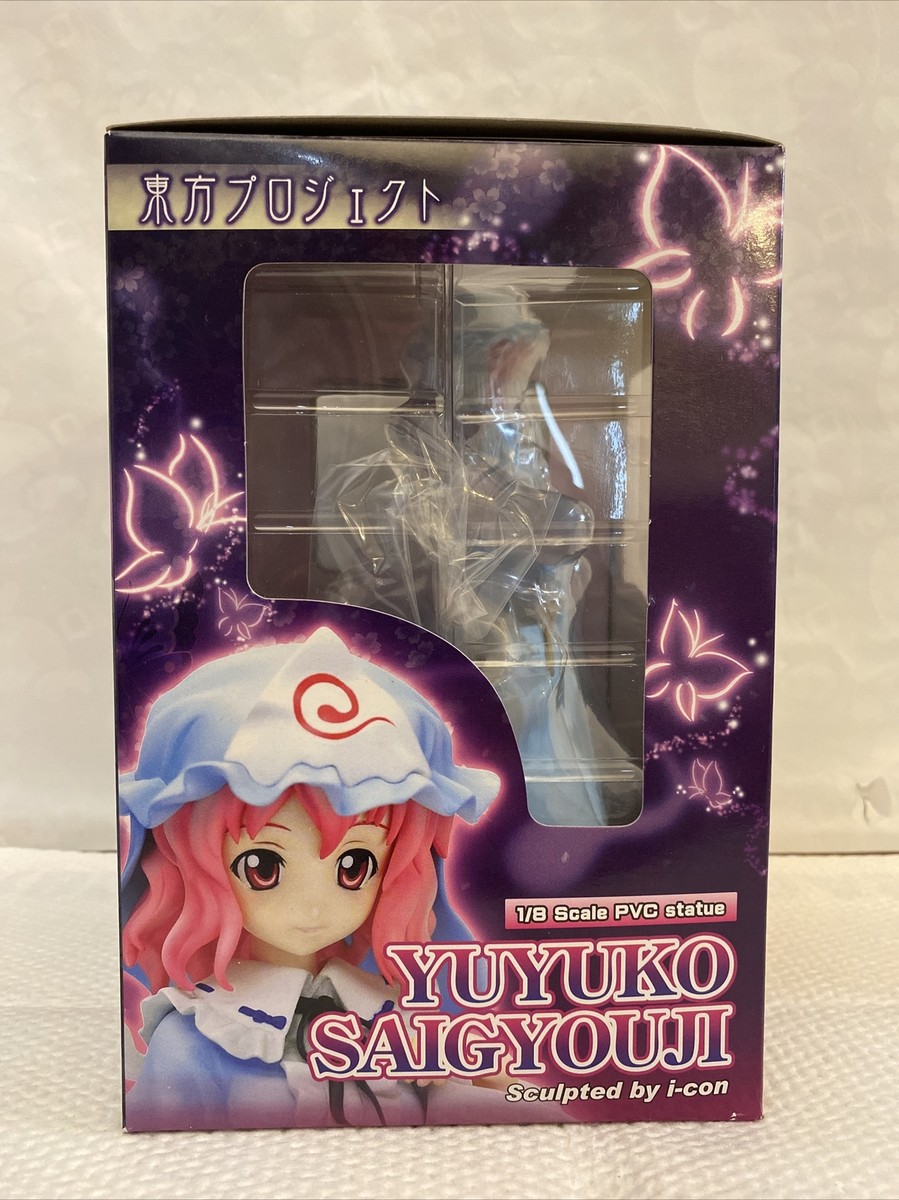 東方プロジェクト
1/8 Scale PVC statue
YUYUKO
SAIGYOUJI
Sculpted by i-con